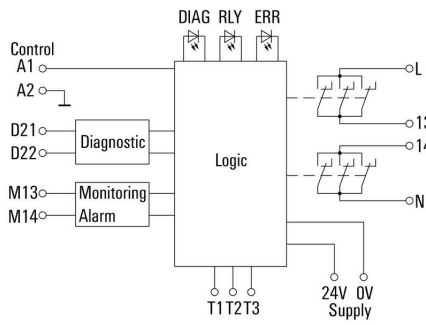 DIAG RLY ERR
Control
A1
A2
D21
D22
Diagnostic
M13
M14
Monitoring
Alarm
Logic
L
13
14
N
T1 T2 T3
24V 0V
Supply